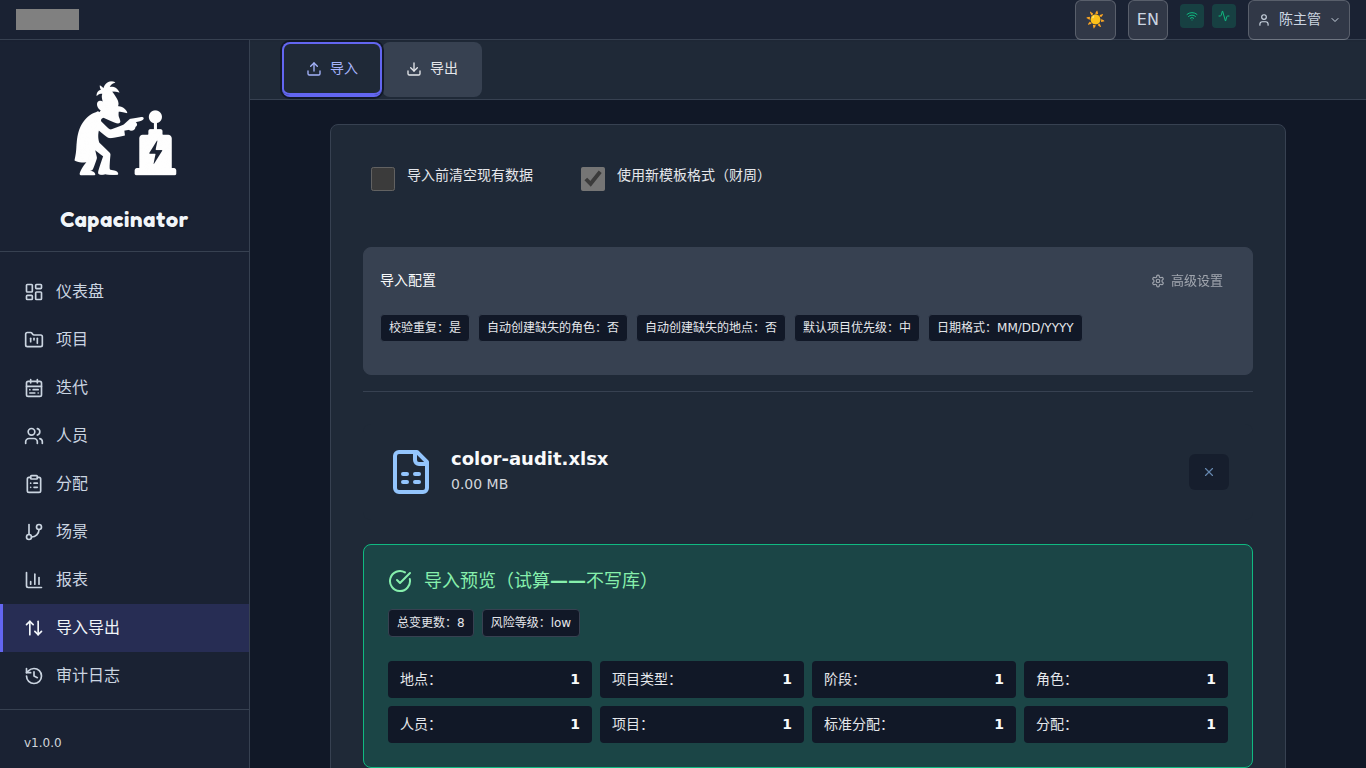 EN
陈主管
导入
导出
Capacinator
仪表盘
项目
迭代
人员
分配
场景
报表
导入导出
审计日志
v1.0.0
导入前清空现有数据
使用新模板格式（财周）
导入配置
高级设置
校验重复：是
自动创建缺失的角色：否
自动创建缺失的地点：否
默认项目优先级：中
日期格式：MM/DD/YYYY
color-audit.xlsx
0.00 MB
导入预览（试算——不写库）
总变更数：8
风险等级：low
地点： 1
项目类型： 1
阶段： 1
角色： 1
人员： 1
项目： 1
标准分配： 1
分配： 1